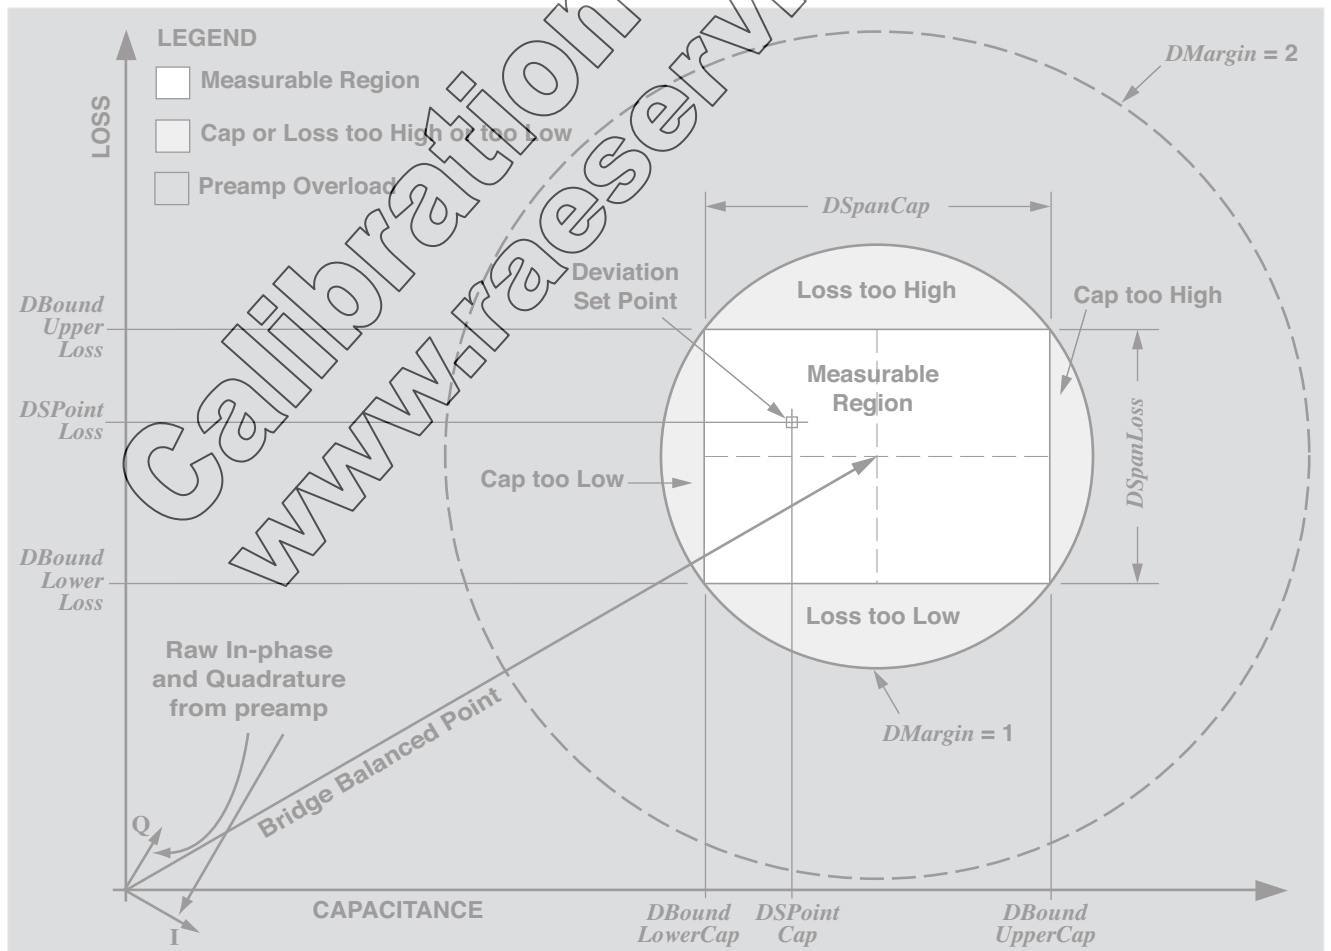 LEGEND
Measurable Region
Cap or Loss too High or too Low
Preamp Overload
LOSS
DMargin = 2
DSpanCap
Deviation
Set Point
Loss too High
Cap too High
DBound
Upper
Loss
Measurable
Region
DSPoint
Loss
Cap too Low
DSpanLoss
DBound
Lower
Loss
Loss too Low
Raw In-phase
and Quadrature
from preamp
DMargin = 1
Bridge Balanced Point
Q
I
CAPACITANCE
DBound
LowerCap
DSPoint
Cap
DBound
UpperCap
Calibration
www.raeservi